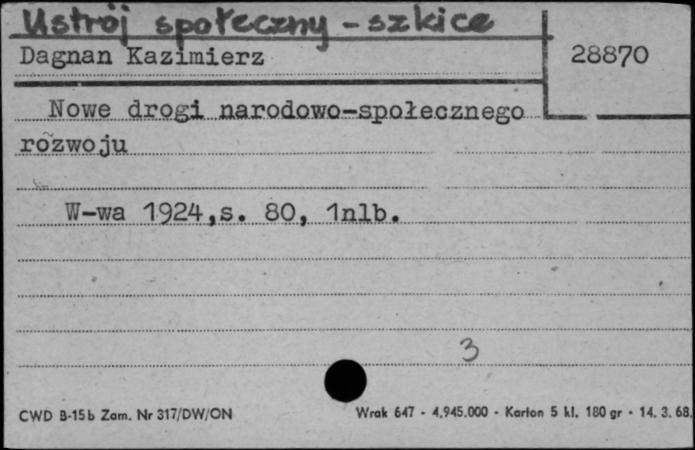 Ustrój społeczny - szkice
Dagnan Kazimierz
28870
Nowe drogi narodowo-społecznego
rozwoju
W-wa 1924, s. 80, 1nlb.
3
CWD B-15b Zam. Nr 317/DW/ON
Wrak 647 - 4.945.000 - Karton 5 kl. 180 gr - 14. 3. 68.